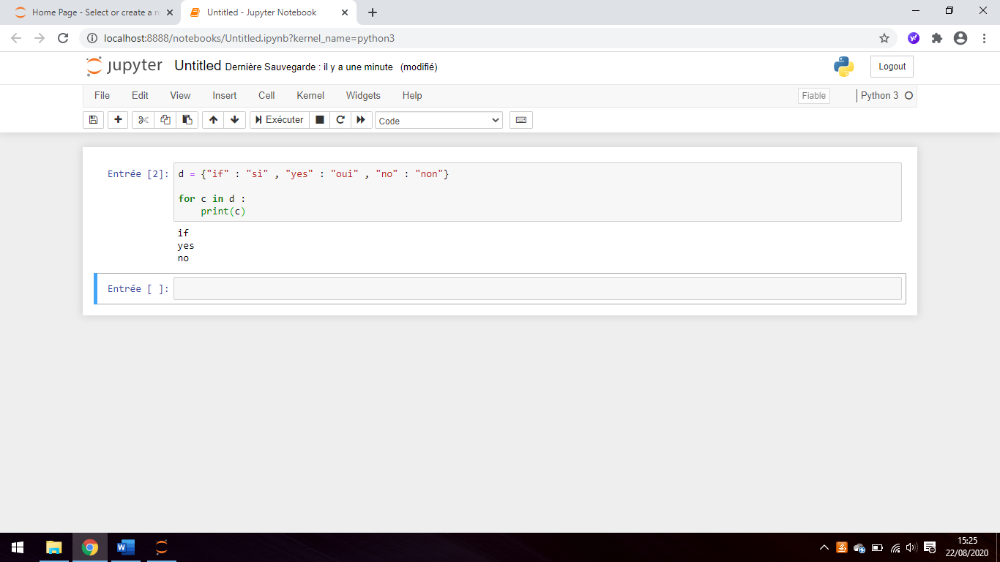 Home Page - Select or create a n
Untitled - Jupyter Notebook
localhost:8888/notebooks/Untitled.ipynb?kernel_name=python3
jupyter Untitled Dernière Sauvegarde : il y a une minute (modifié)
Logout
File Edit View Insert Cell Kernel Widgets Help
Fiable
Python 3
Exécuter
Code
Entrée [2]: d = {"if" : "si" , "yes" : "oui" , "no" : "non"}
for c in d :
print(c)
if
yes
no
Entrée [ ]:
15:25
22/08/2020